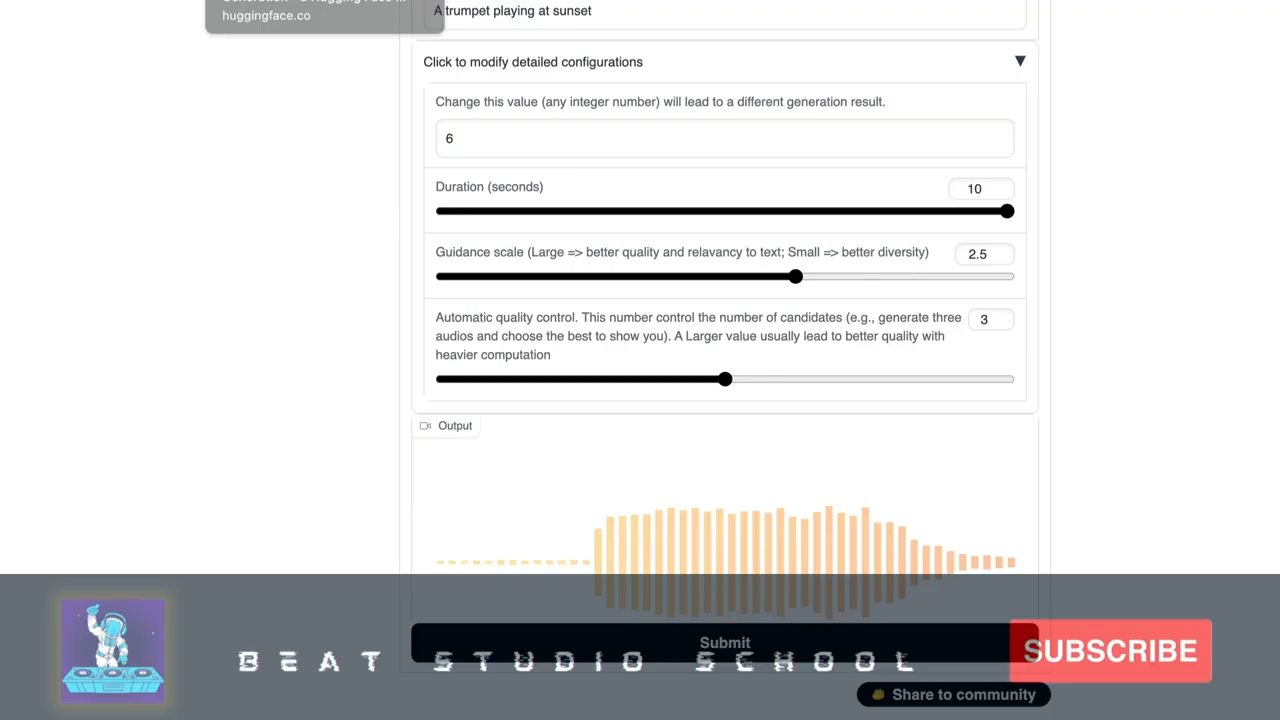 huggingface.co
A trumpet playing at sunset
Click to modify detailed configurations
▼
Change this value (any integer number) will lead to a different generation result.
6
Duration (seconds)
10
Guidance scale (Large => better quality and relavancy to text; Small => better diversity)
2.5
Automatic quality control. This number control the number of candidates (e.g., generate three
audios and choose the best to show you). A Larger value usually lead to better quality with
heavier computation
3
Output
Submit
BEAT STUDIO SCHOOL
SUBSCRIBE
Share to community